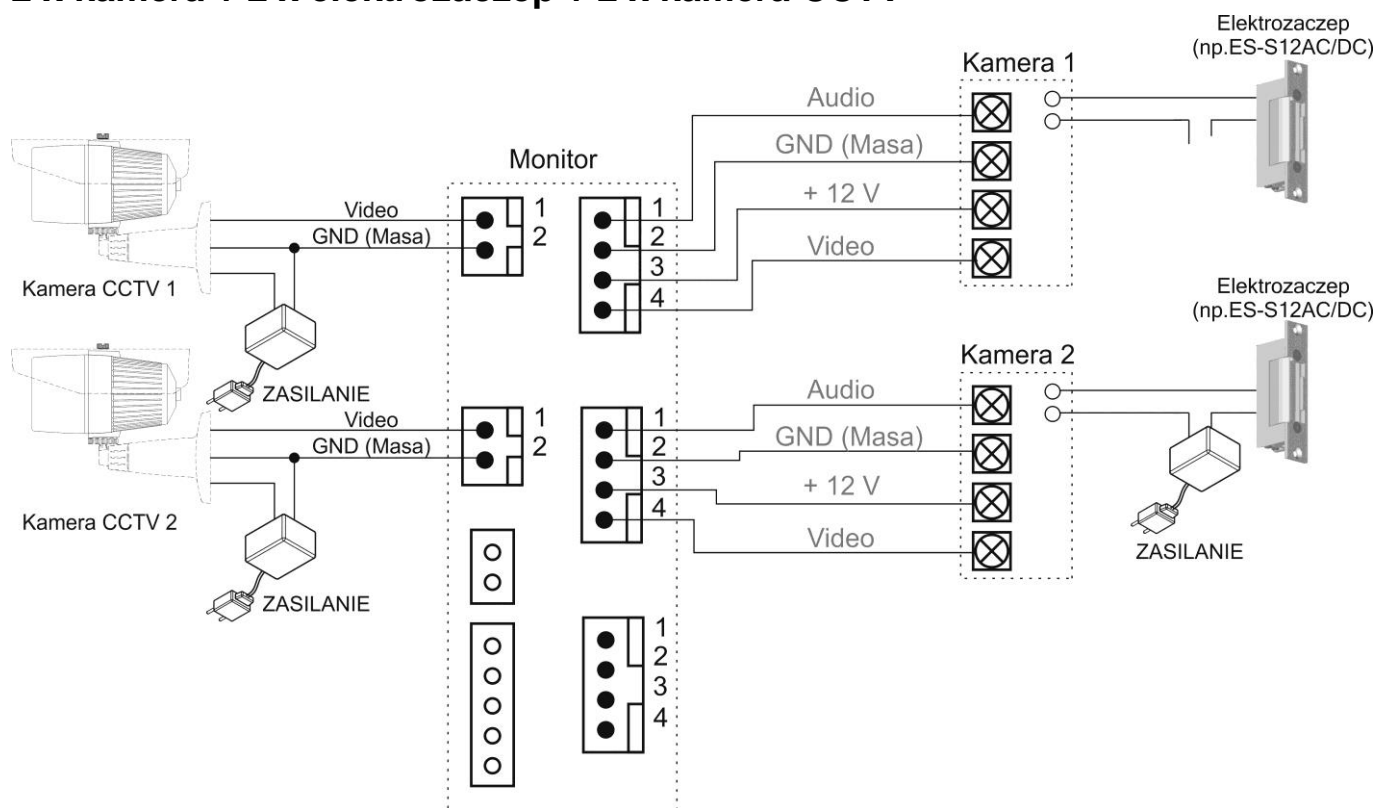 Elektrozaczep
(np.ES-S12AC/DC)
Kamera 1
Audio
GND (Masa)
+ 12 V
Video
Monitor
1
2
1
2
3
4
Video
GND (Masa)
Kamera CCTV 1
ZASILANIE
Elektrozaczep
(np.ES-S12AC/DC)
Kamera 2
Audio
GND (Masa)
+ 12 V
Video
ZASILANIE
1
2
1
2
3
4
Video
GND (Masa)
Kamera CCTV 2
ZASILANIE
1
2
3
4